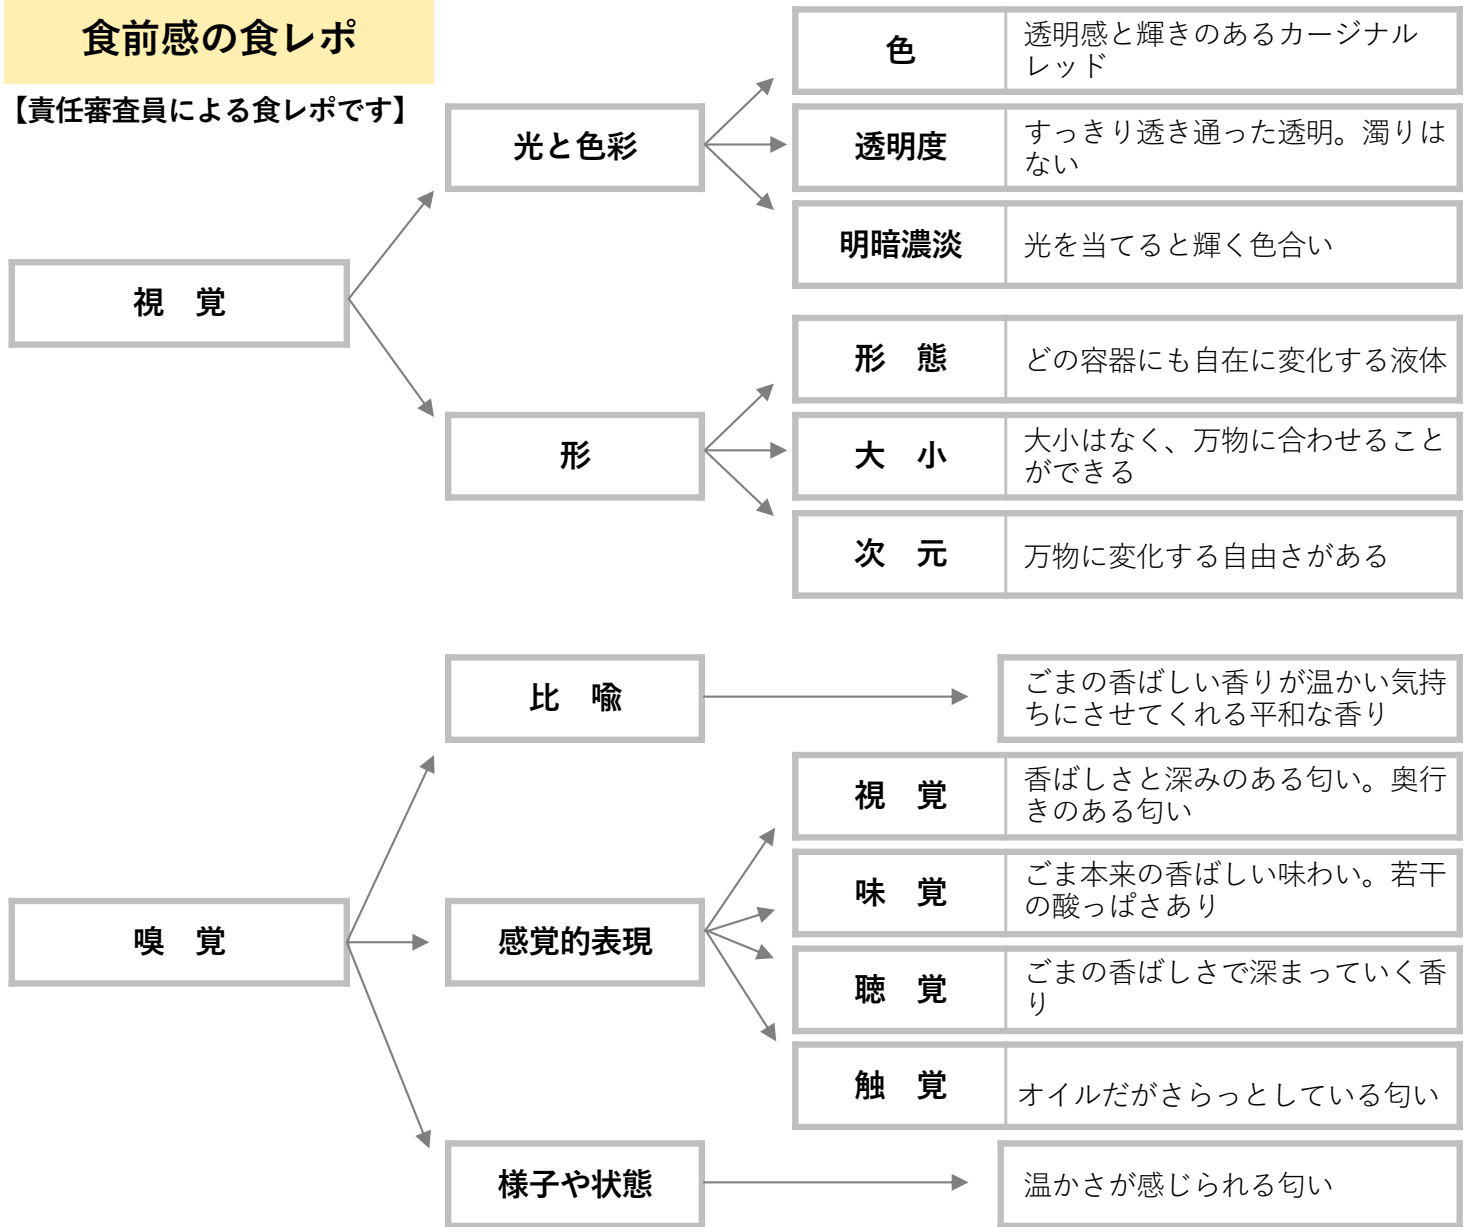 食前感の食レポ
【責任審査員による食レポです】
視　覚
光と色彩
色
透明感と輝きのあるカージナル
レッド
透明度
すっきり透き通った透明。濁りは
ない
明暗濃淡
光を当てると輝く色合い
形
形　態
どの容器にも自在に変化する液体
大　小
大小はなく、万物に合わせること
ができる
次　元
万物に変化する自由さがある
嗅　覚
比　喩
ごまの香ばしい香りが温かい気持
ちにさせてくれる平和な香り
感覚的表現
視　覚
香ばしさと深みのある匂い。奥行
きのある匂い
味　覚
ごま本来の香ばしい味わい。若干
の酸っぱさあり
聴　覚
ごまの香ばしさで深まっていく香
り
触　覚
オイルだがさらっとしている匂い
様子や状態
温かさが感じられる匂い